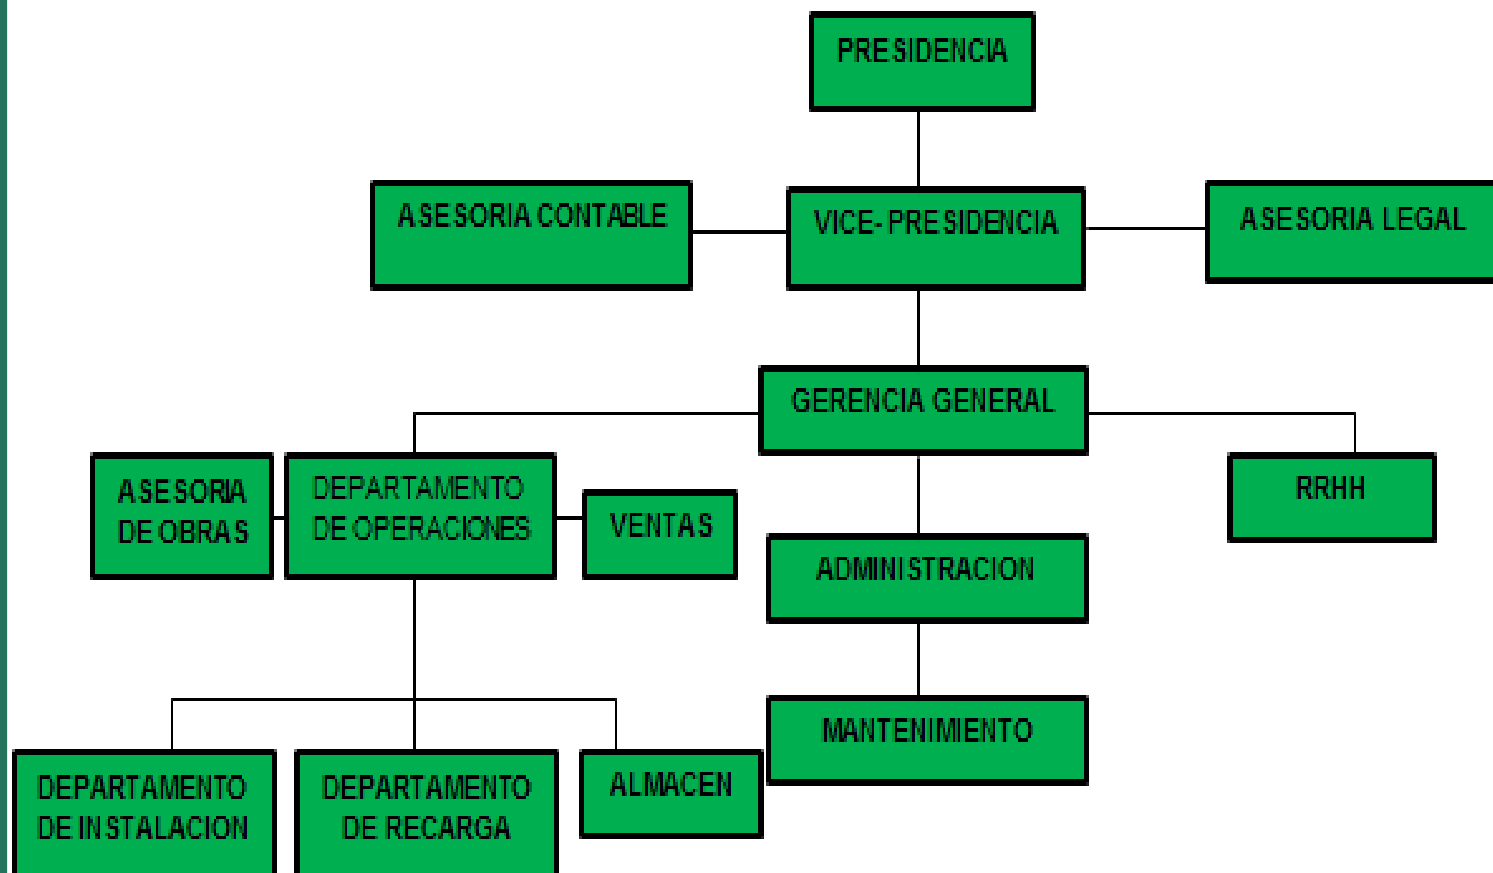 PRESIDENCIA
ASESORIA CONTABLE
VICE- PRESIDENCIA
ASESORIA LEGAL
GERENCIA GENERAL
ASESORIA
DE OBRAS
DEPARTAMENTO
DE OPERACIONES
VENTAS
RRHH
ADMINISTRACION
MANTENIMIENTO
DEPARTAMENTO
DE INSTALACION
DEPARTAMENTO
DE RECARGA
ALMACEN